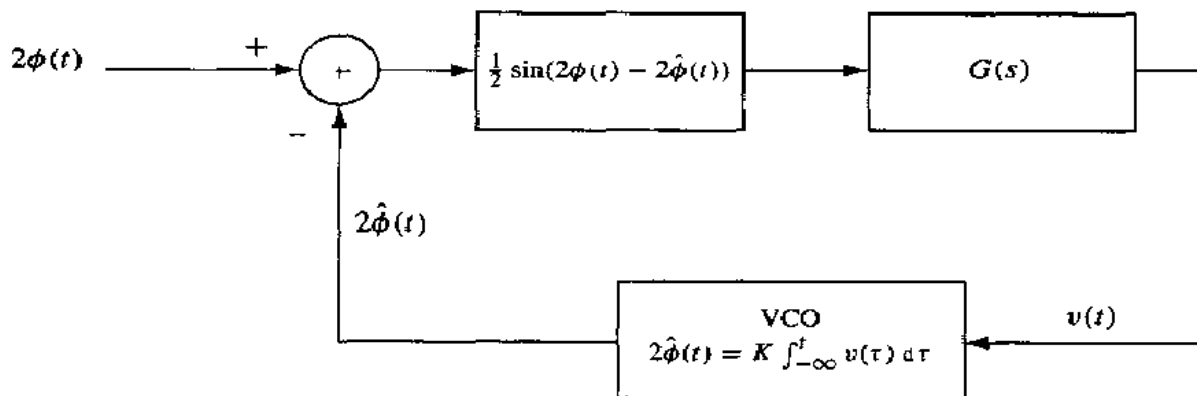 2ϕ(t)
+
+
−
½ sin(2ϕ(t) − 2ϕ̂(t))
G(s)
2ϕ̂(t)
VCO
2ϕ̂(t) = K ∫_{−∞}^{t} v(τ) dτ
v(t)